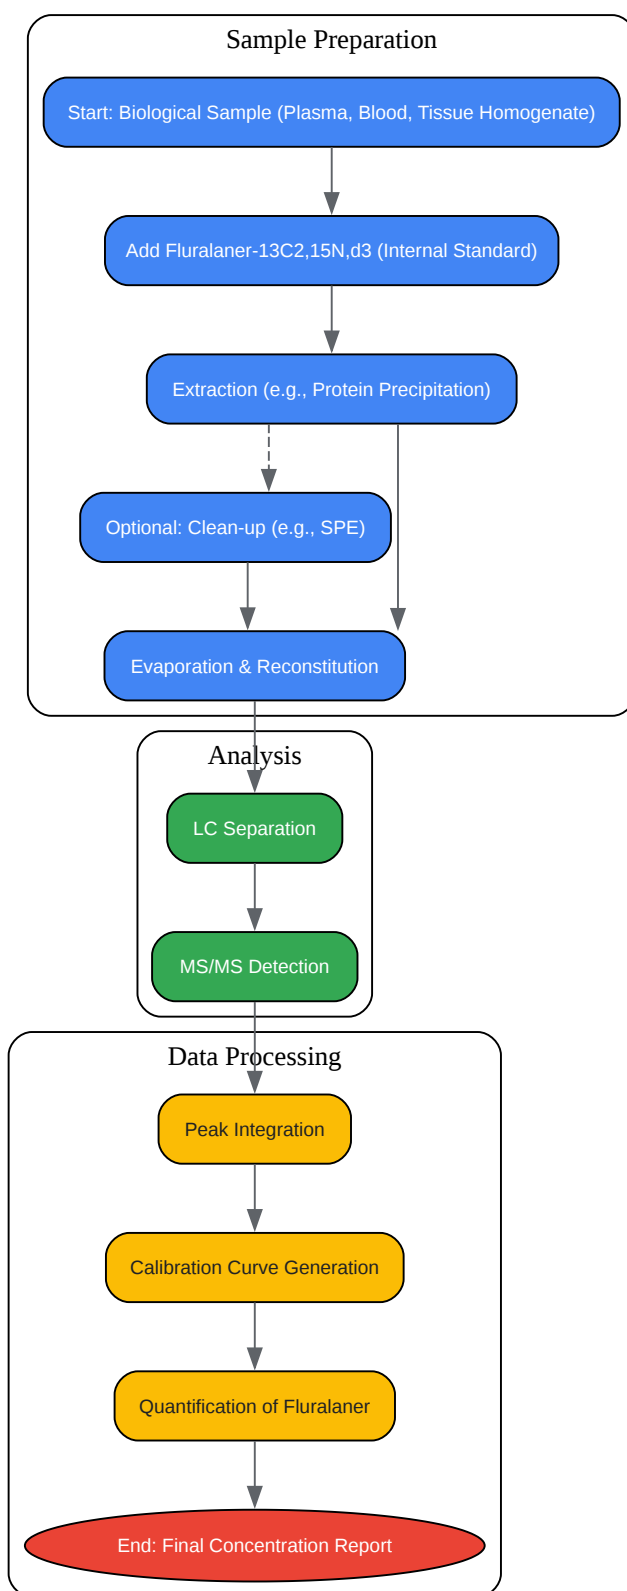 Sample Preparation
Start: Biological Sample (Plasma, Blood, Tissue Homogenate)
Add Fluralaner-13C2,15N,d3 (Internal Standard)
Extraction (e.g., Protein Precipitation)
Optional: Clean-up (e.g., SPE)
Evaporation & Reconstitution
Analysis
LC Separation
MS/MS Detection
Data Processing
Peak Integration
Calibration Curve Generation
Quantification of Fluralaner
End: Final Concentration Report